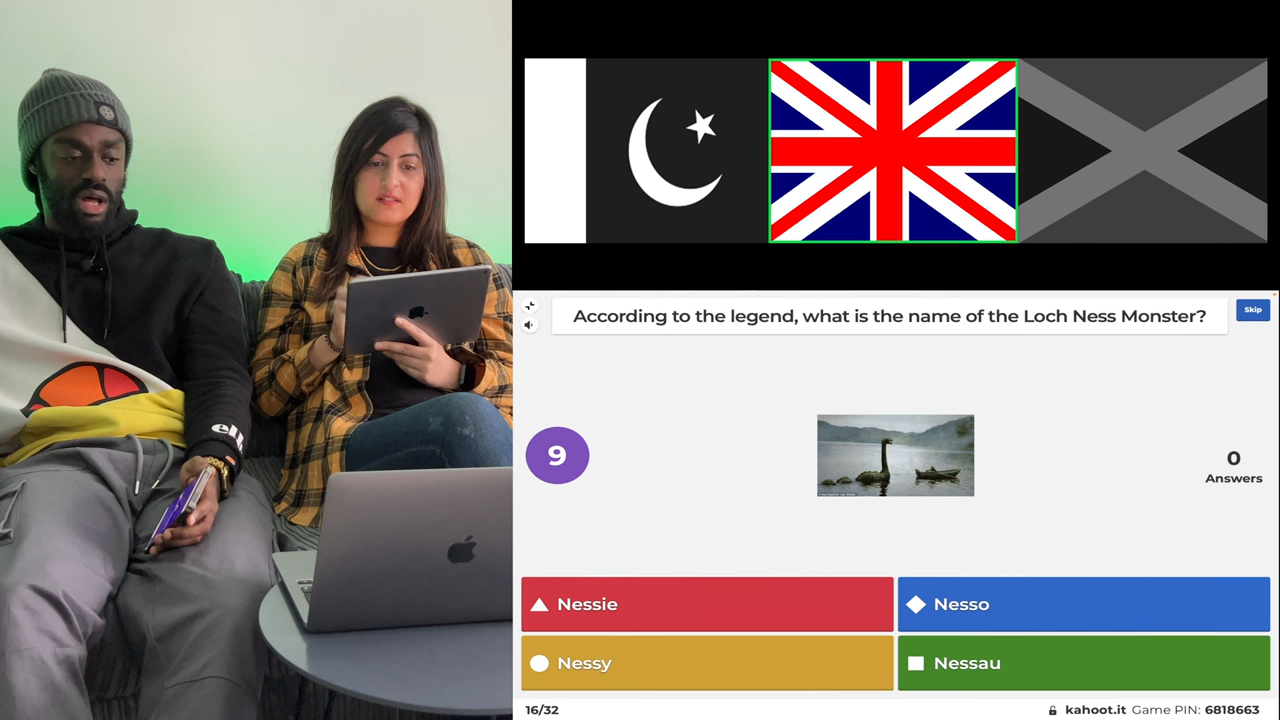 According to the legend, what is the name of the Loch Ness Monster?
Skip
9
0
Answers
Nessie
Nesso
Nessy
Nessau
16/32
kahoot.it Game PIN: 6818663